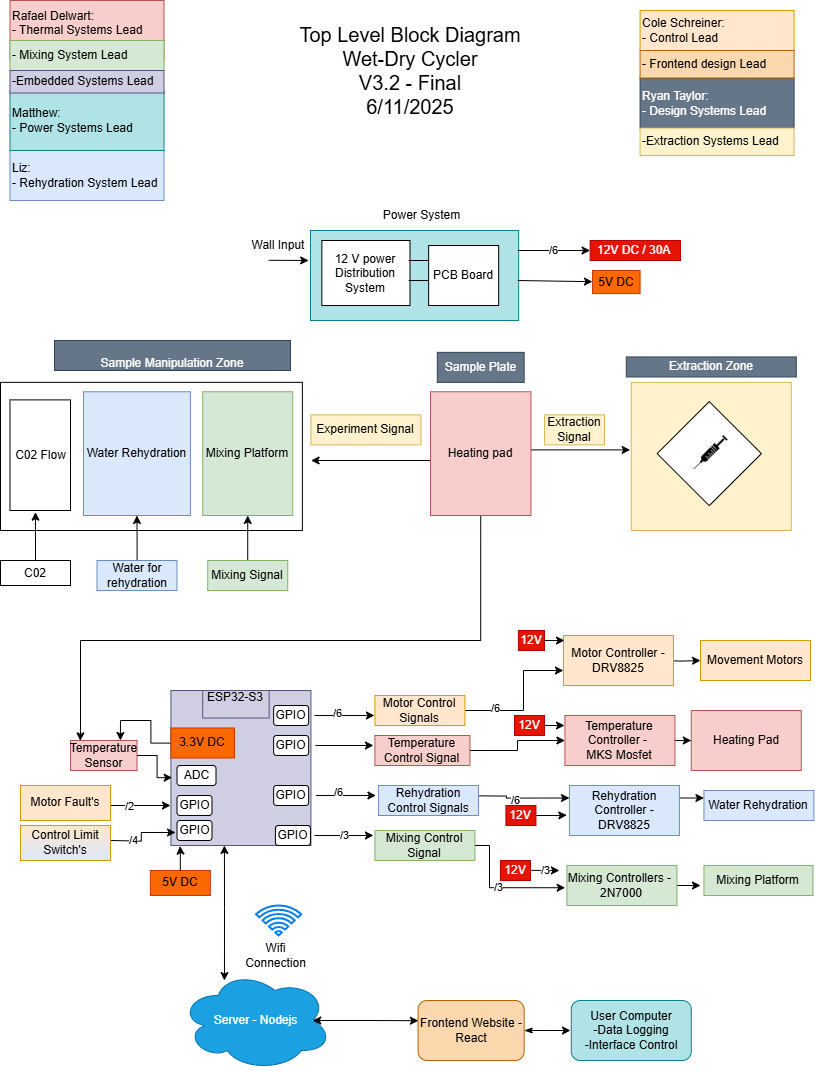 Rafael Delwart:
- Thermal Systems Lead
- Mixing System Lead
-Embedded Systems Lead
Matthew:
- Power Systems Lead
Liz:
- Rehydration System Lead
Top Level Block Diagram
Wet-Dry Cycler
V3.2 - Final
6/11/2025
Cole Schreiner:
- Control Lead
- Frontend design Lead
Ryan Taylor:
- Design Systems Lead
-Extraction Systems Lead
Power System
Wall Input
12 V power
Distribution
System
PCB Board
/6
12V DC / 30A
5V DC
Sample Manipulation Zone
Sample Plate
Extraction Zone
C02 Flow
Water Rehydration
Mixing Platform
Experiment Signal
Heating pad
Extraction
Signal
C02
Water for
rehydration
Mixing Signal
12V
Motor Controller -
DRV8825
Movement Motors
ESP32-S3
GPIO
/6
Motor Control
Signals
/6
3.3V DC
Temperature
Sensor
GPIO
Temperature
Control Signal
12V
Temperature
Controller -
MKS Mosfet
Heating Pad
ADC
Motor Fault's
/2
GPIO
GPIO
/6
Rehydration
Control Signals
/6
12V
Rehydration
Controller -
DRV8825
Water Rehydration
Control Limit
Switch's
/4
GPIO
GPIO
/3
Mixing Control
Signal
12V
/3
/3
Mixing Controllers -
2N7000
Mixing Platform
5V DC
Wifi
Connection
Server - Nodejs
Frontend Website -
React
User Computer
-Data Logging
-Interface Control